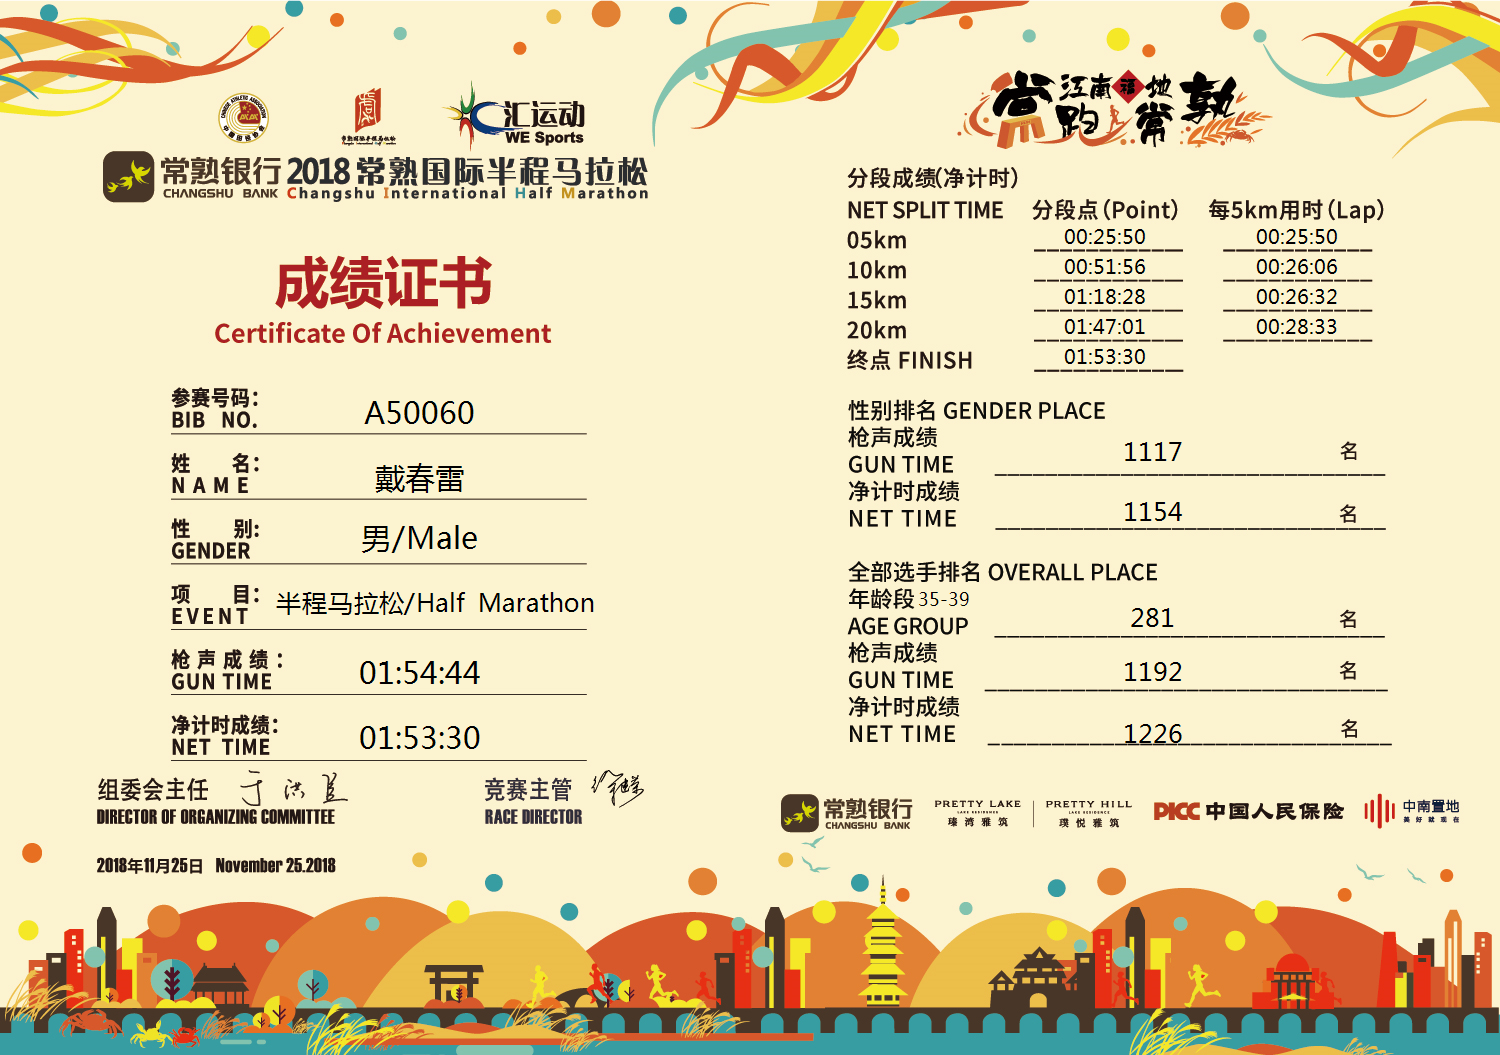 汇运动
WE Sports
常熟银行
CHANGSHU BANK
2018常熟国际半程马拉松
Changshu International Half Marathon
成绩证书
Certificate Of Achievement
参赛号码:
BIB NO.
A50060
姓 名:
NAME
戴春雷
性 别:
GENDER
男/Male
项 目:
EVENT
半程马拉松/Half Marathon
枪声成绩:
GUN TIME
01:54:44
净计时成绩:
NET TIME
01:53:30
组委会主任
DIRECTOR OF ORGANIZING COMMITTEE
竞赛主管
RACE DIRECTOR
2018年11月25日 November 25.2018
江南福地
常熟
尚
跑
分段成绩(净计时)
NET SPLIT TIME 分段点(Point) 每5km用时(Lap)
05km 00:25:50 00:25:50
10km 00:51:56 00:26:06
15km 01:18:28 00:26:32
20km 01:47:01 00:28:33
终点 FINISH 01:53:30
性别排名 GENDER PLACE
枪声成绩
GUN TIME 1117 名
净计时成绩
NET TIME 1154 名
全部选手排名 OVERALL PLACE
年龄段 35-39
AGE GROUP 281 名
枪声成绩
GUN TIME 1192 名
净计时成绩
NET TIME 1226 名
常熟银行
CHANGSHU BANK
PRETTY LAKE
LAKE RESIDENCE
瑧湾雅筑
PRETTY HILL
LAKE RESIDENCE
璞悦雅筑
PICC 中国人民保险
中南置地
美好就现在